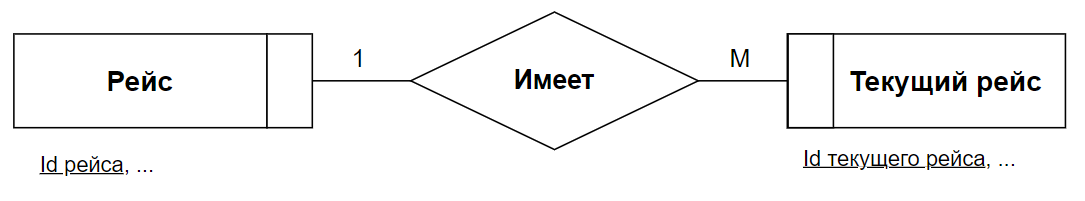 Рейс
1
Имеет
М
Текущий рейс
Id рейса, ...
Id текущего рейса, ...